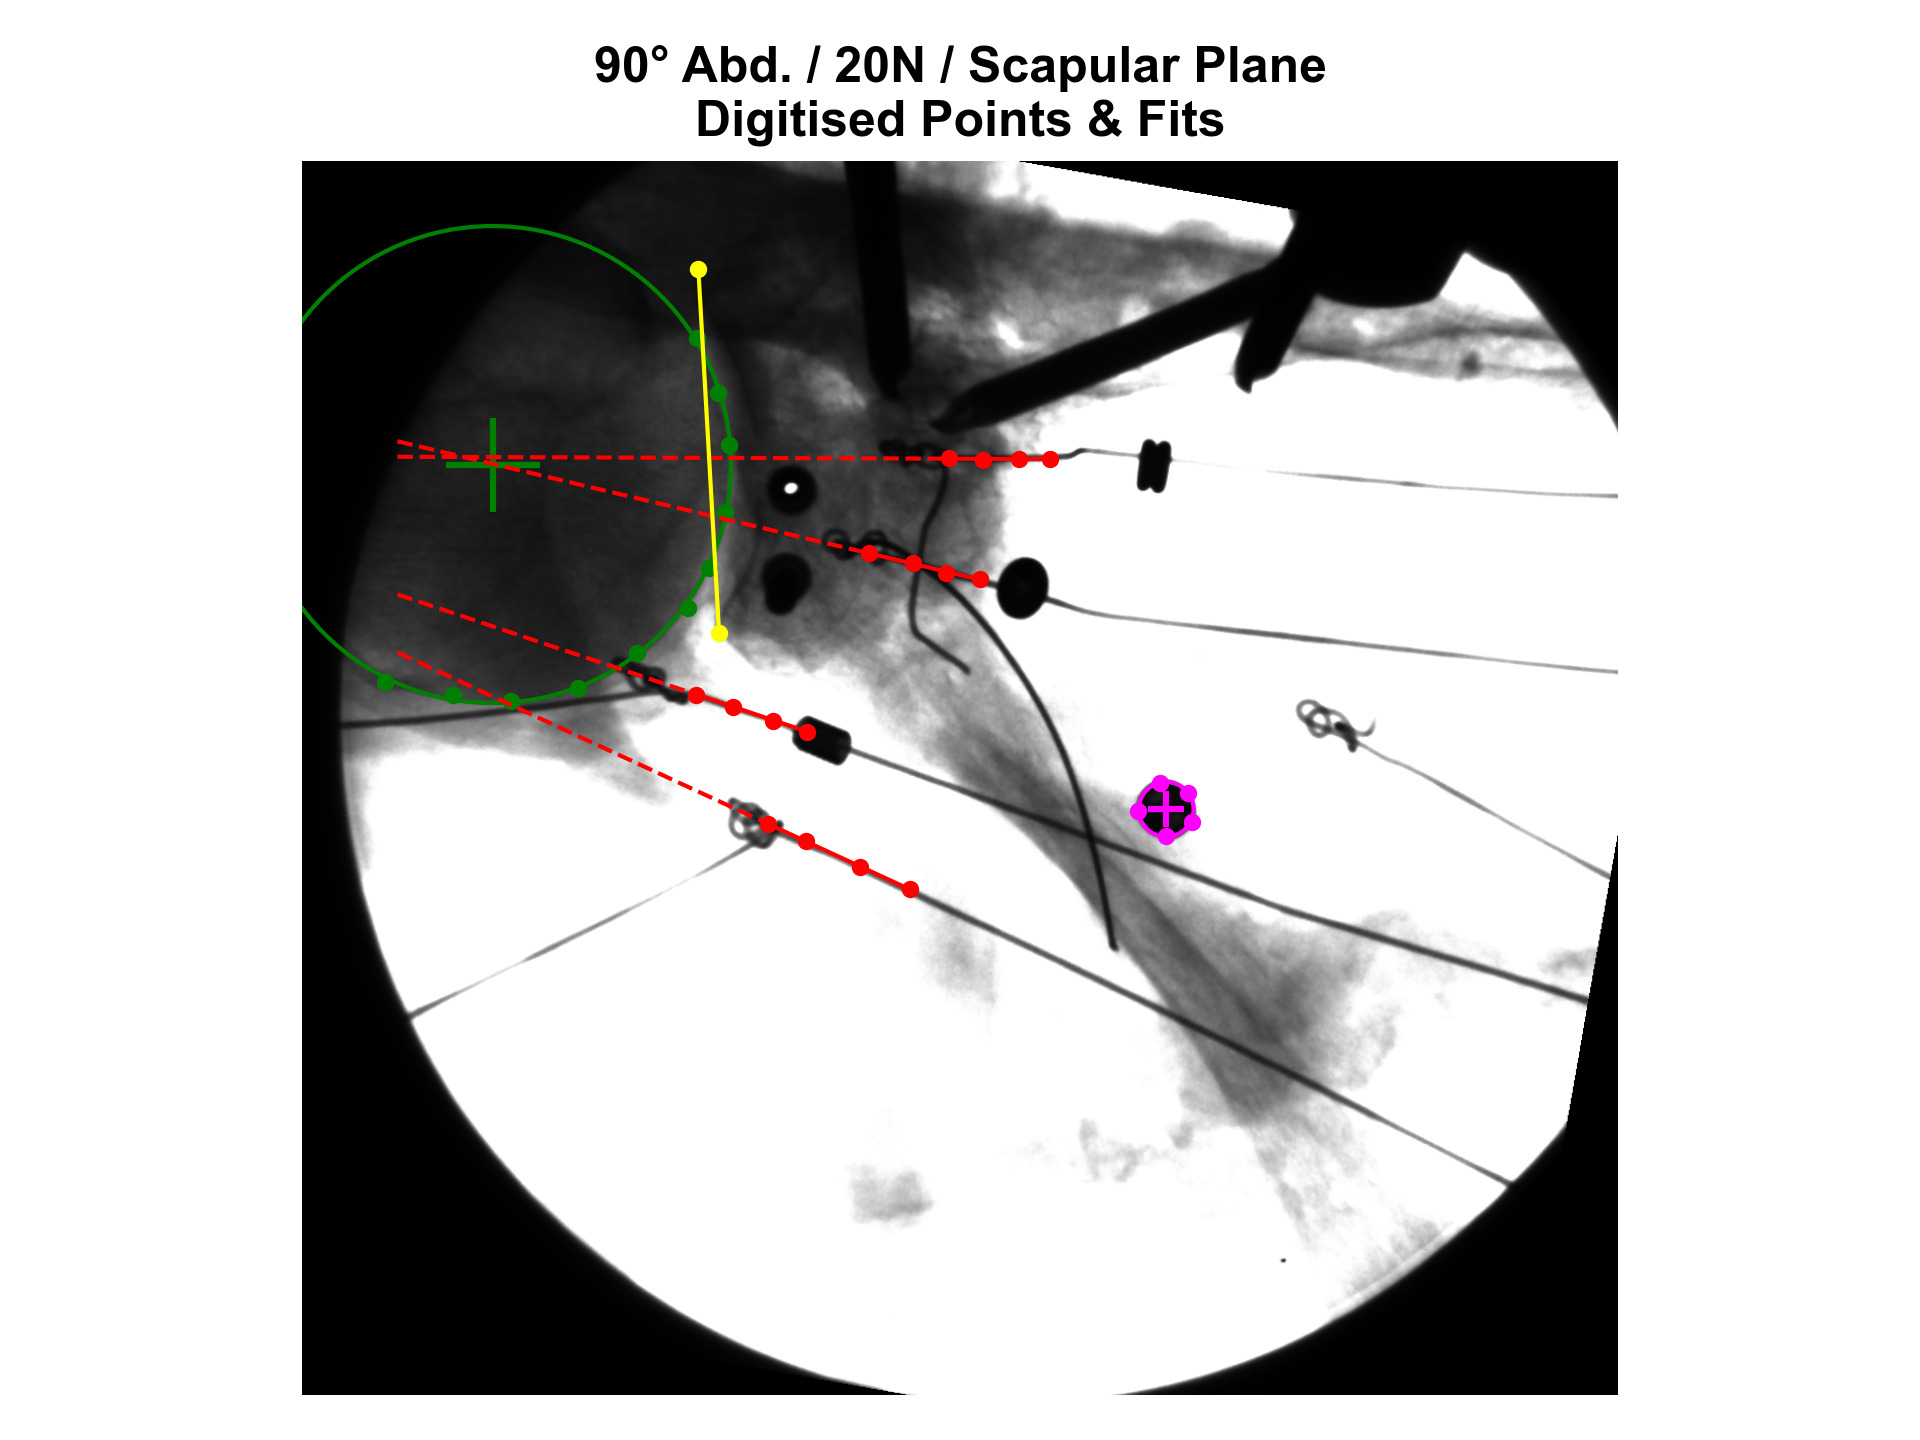 90° Abd. / 20N / Scapular Plane
Digitised Points & Fits